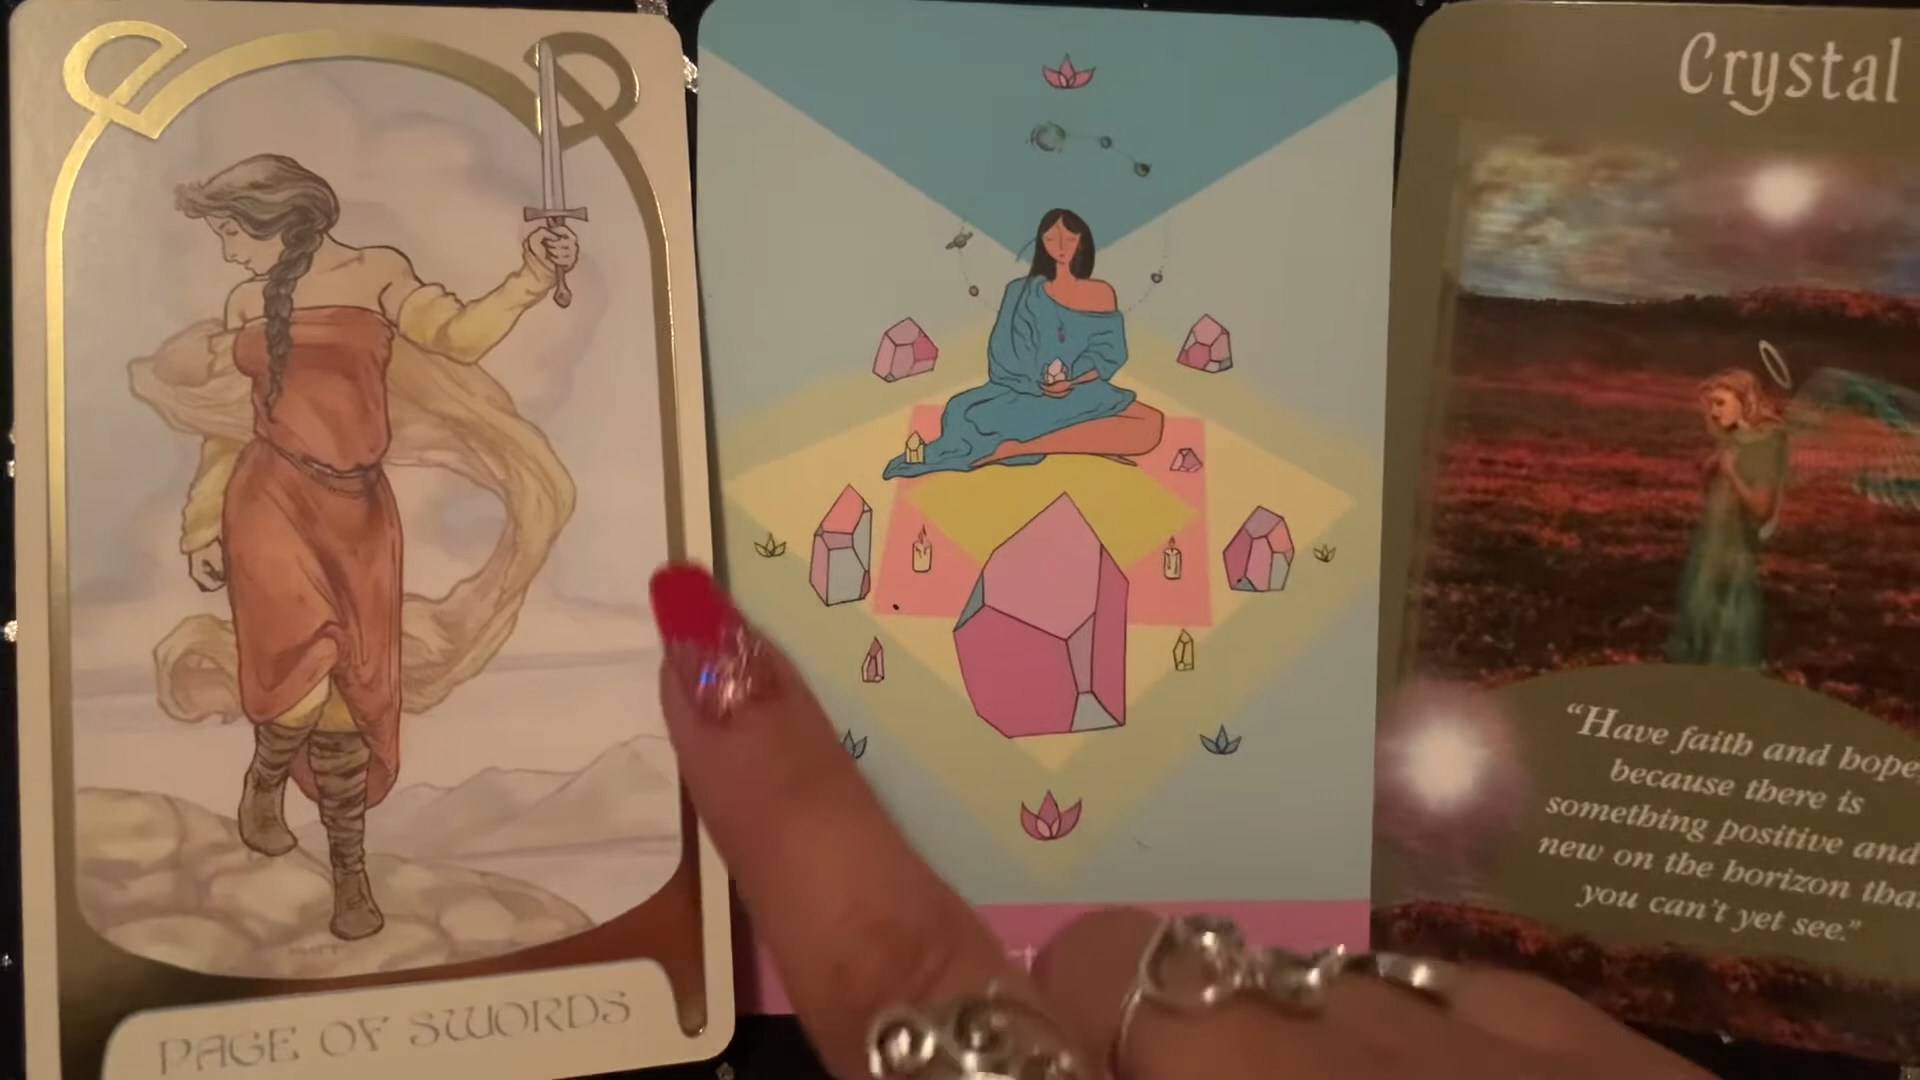 PAGE OF SWORDS
Crystal
“Have faith and hope,
because there is
something positive and
new on the horizon that
you can’t yet see.”